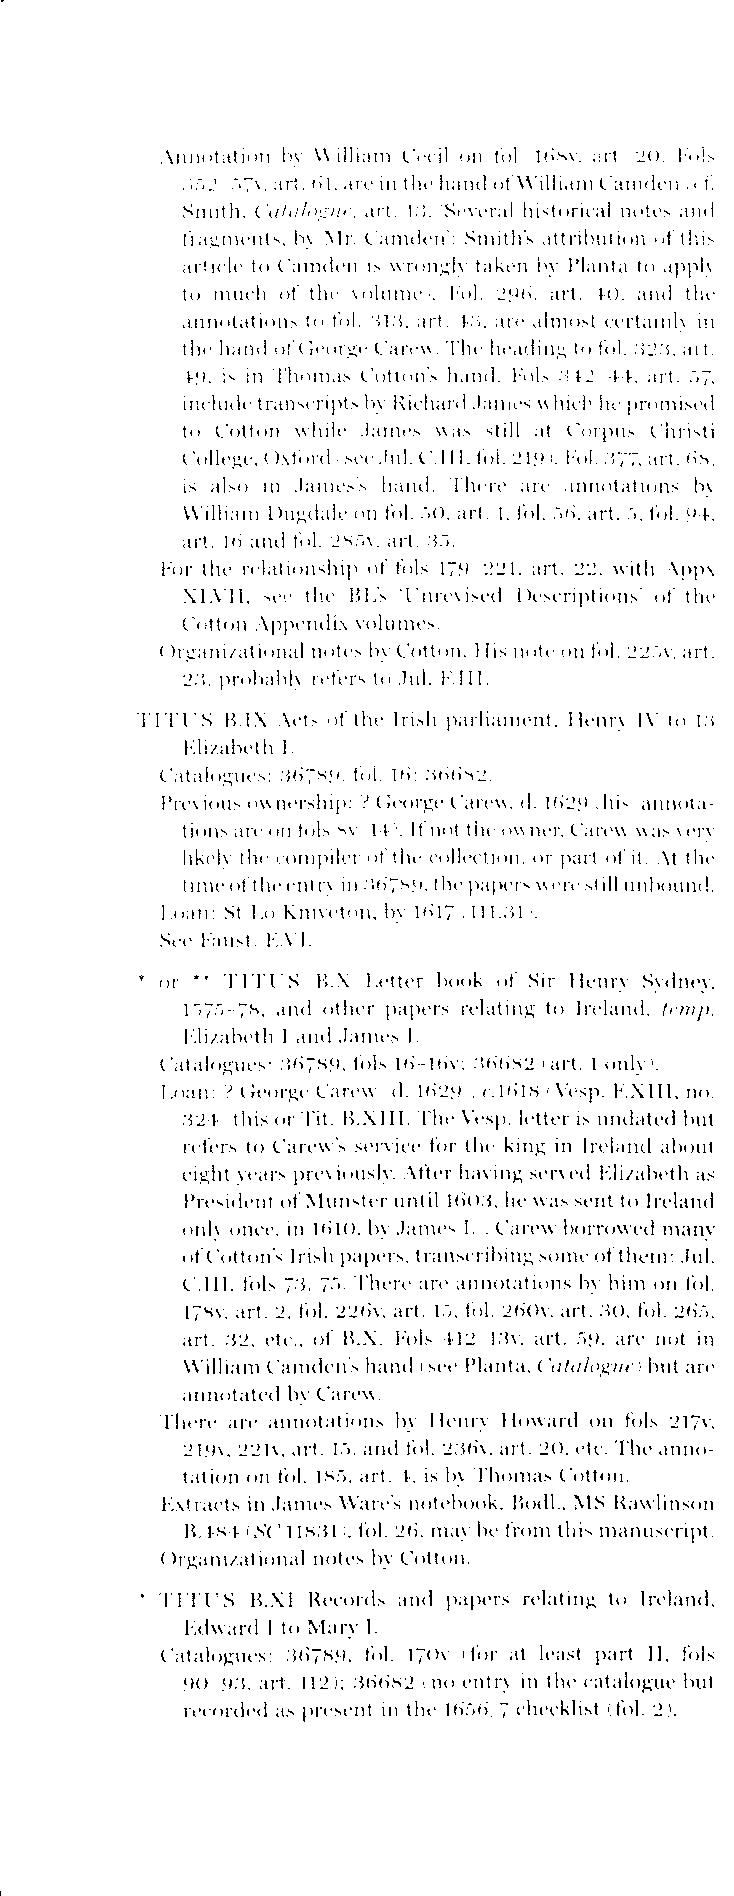 Annotation by William Cecil on fol. 168v, art. 20. Fols
352–57v, art. 61, are in the hand of William Camden (cf.
Smith, Catalogue, art. 13, 'Several historical notes and
fragments, by Mr. Camden': Smith's attribution of this
article to Camden is wrongly taken by Planta to apply
to much of the volume). Fol. 296, art. 40, and the
annotations to fol. 313, art. 45, are almost certainly in
the hand of George Carew. The heading to fol. 323, art.
49, is in Thomas Cotton's hand. Fols 342–44, art. 57,
include transcripts by Richard James which he promised
to Cotton while James was still at Corpus Christi
College, Oxford (see Jul. C.III, fol. 219). Fol. 377, art. 68,
is also in James's hand. There are annotations by
William Dugdale on fol. 50, art. 1, fol. 56, art. 5, fol. 94,
art. 16 and fol. 285v, art. 35.
For the relationship of fols 179–221, art. 22, with Appx
XLVII, see the BL's 'Unrevised Descriptions' of the
Cotton Appendix volumes.
Organizational notes by Cotton. His note on fol. 225v, art.
23, probably refers to Jul. F.III.
TITUS B.IX Acts of the Irish parliament, Henry IV to 13
Elizabeth I.
Catalogues: 36789, fol. 16; 36682.
Previous ownership: ? George Carew, d. 1629 (his annota-
tions are on fols 8v–14). If not the owner, Carew was very
likely the compiler of the collection, or part of it. At the
time of the entry in 36789, the papers were still unbound.
Loan: St Lo Kniveton, by 1617 (111.31).
See Faust. E.VI.
* or ** TITUS B.X Letter book of Sir Henry Sydney,
1575–78, and other papers relating to Ireland, temp.
Elizabeth I and James I.
Catalogues: 36789, fols 16–16v; 36682 (art. 1 only).
Loan: ? George Carew (d. 1629), c.1618 (Vesp. F.XIII, no.
324: this or Tit. B.XIII. The Vesp. letter is undated but
refers to Carew's service for the king in Ireland about
eight years previously. After having served Elizabeth as
President of Munster until 1603, he was sent to Ireland
only once, in 1610, by James I.). Carew borrowed many
of Cotton's Irish papers, transcribing some of them: Jul.
C.III, fols 73, 75. There are annotations by him on fol.
178v, art. 2, fol. 226v, art. 15, fol. 260v, art. 30, fol. 265,
art. 32, etc., of B.X. Fols 412–13v, art. 59, are not in
William Camden's hand (see Planta, Catalogue) but are
annotated by Carew.
There are annotations by Henry Howard on fols 217v,
219v, 221v, art. 15, and fol. 236v, art. 20, etc. The anno-
tation on fol. 185, art. 4, is by Thomas Cotton.
Extracts in James Ware's notebook, Bodl., MS Rawlinson
B.484 (SC 11831), fol. 26, may be from this manuscript.
Organizational notes by Cotton.
* TITUS B.XI Records and papers relating to Ireland,
Edward I to Mary I.
Catalogues: 36789, fol. 170v (for at least part II, fols
90–93, art. 112); 36682 (no entry in the catalogue but
recorded as present in the 1656/7 checklist (fol. 2).